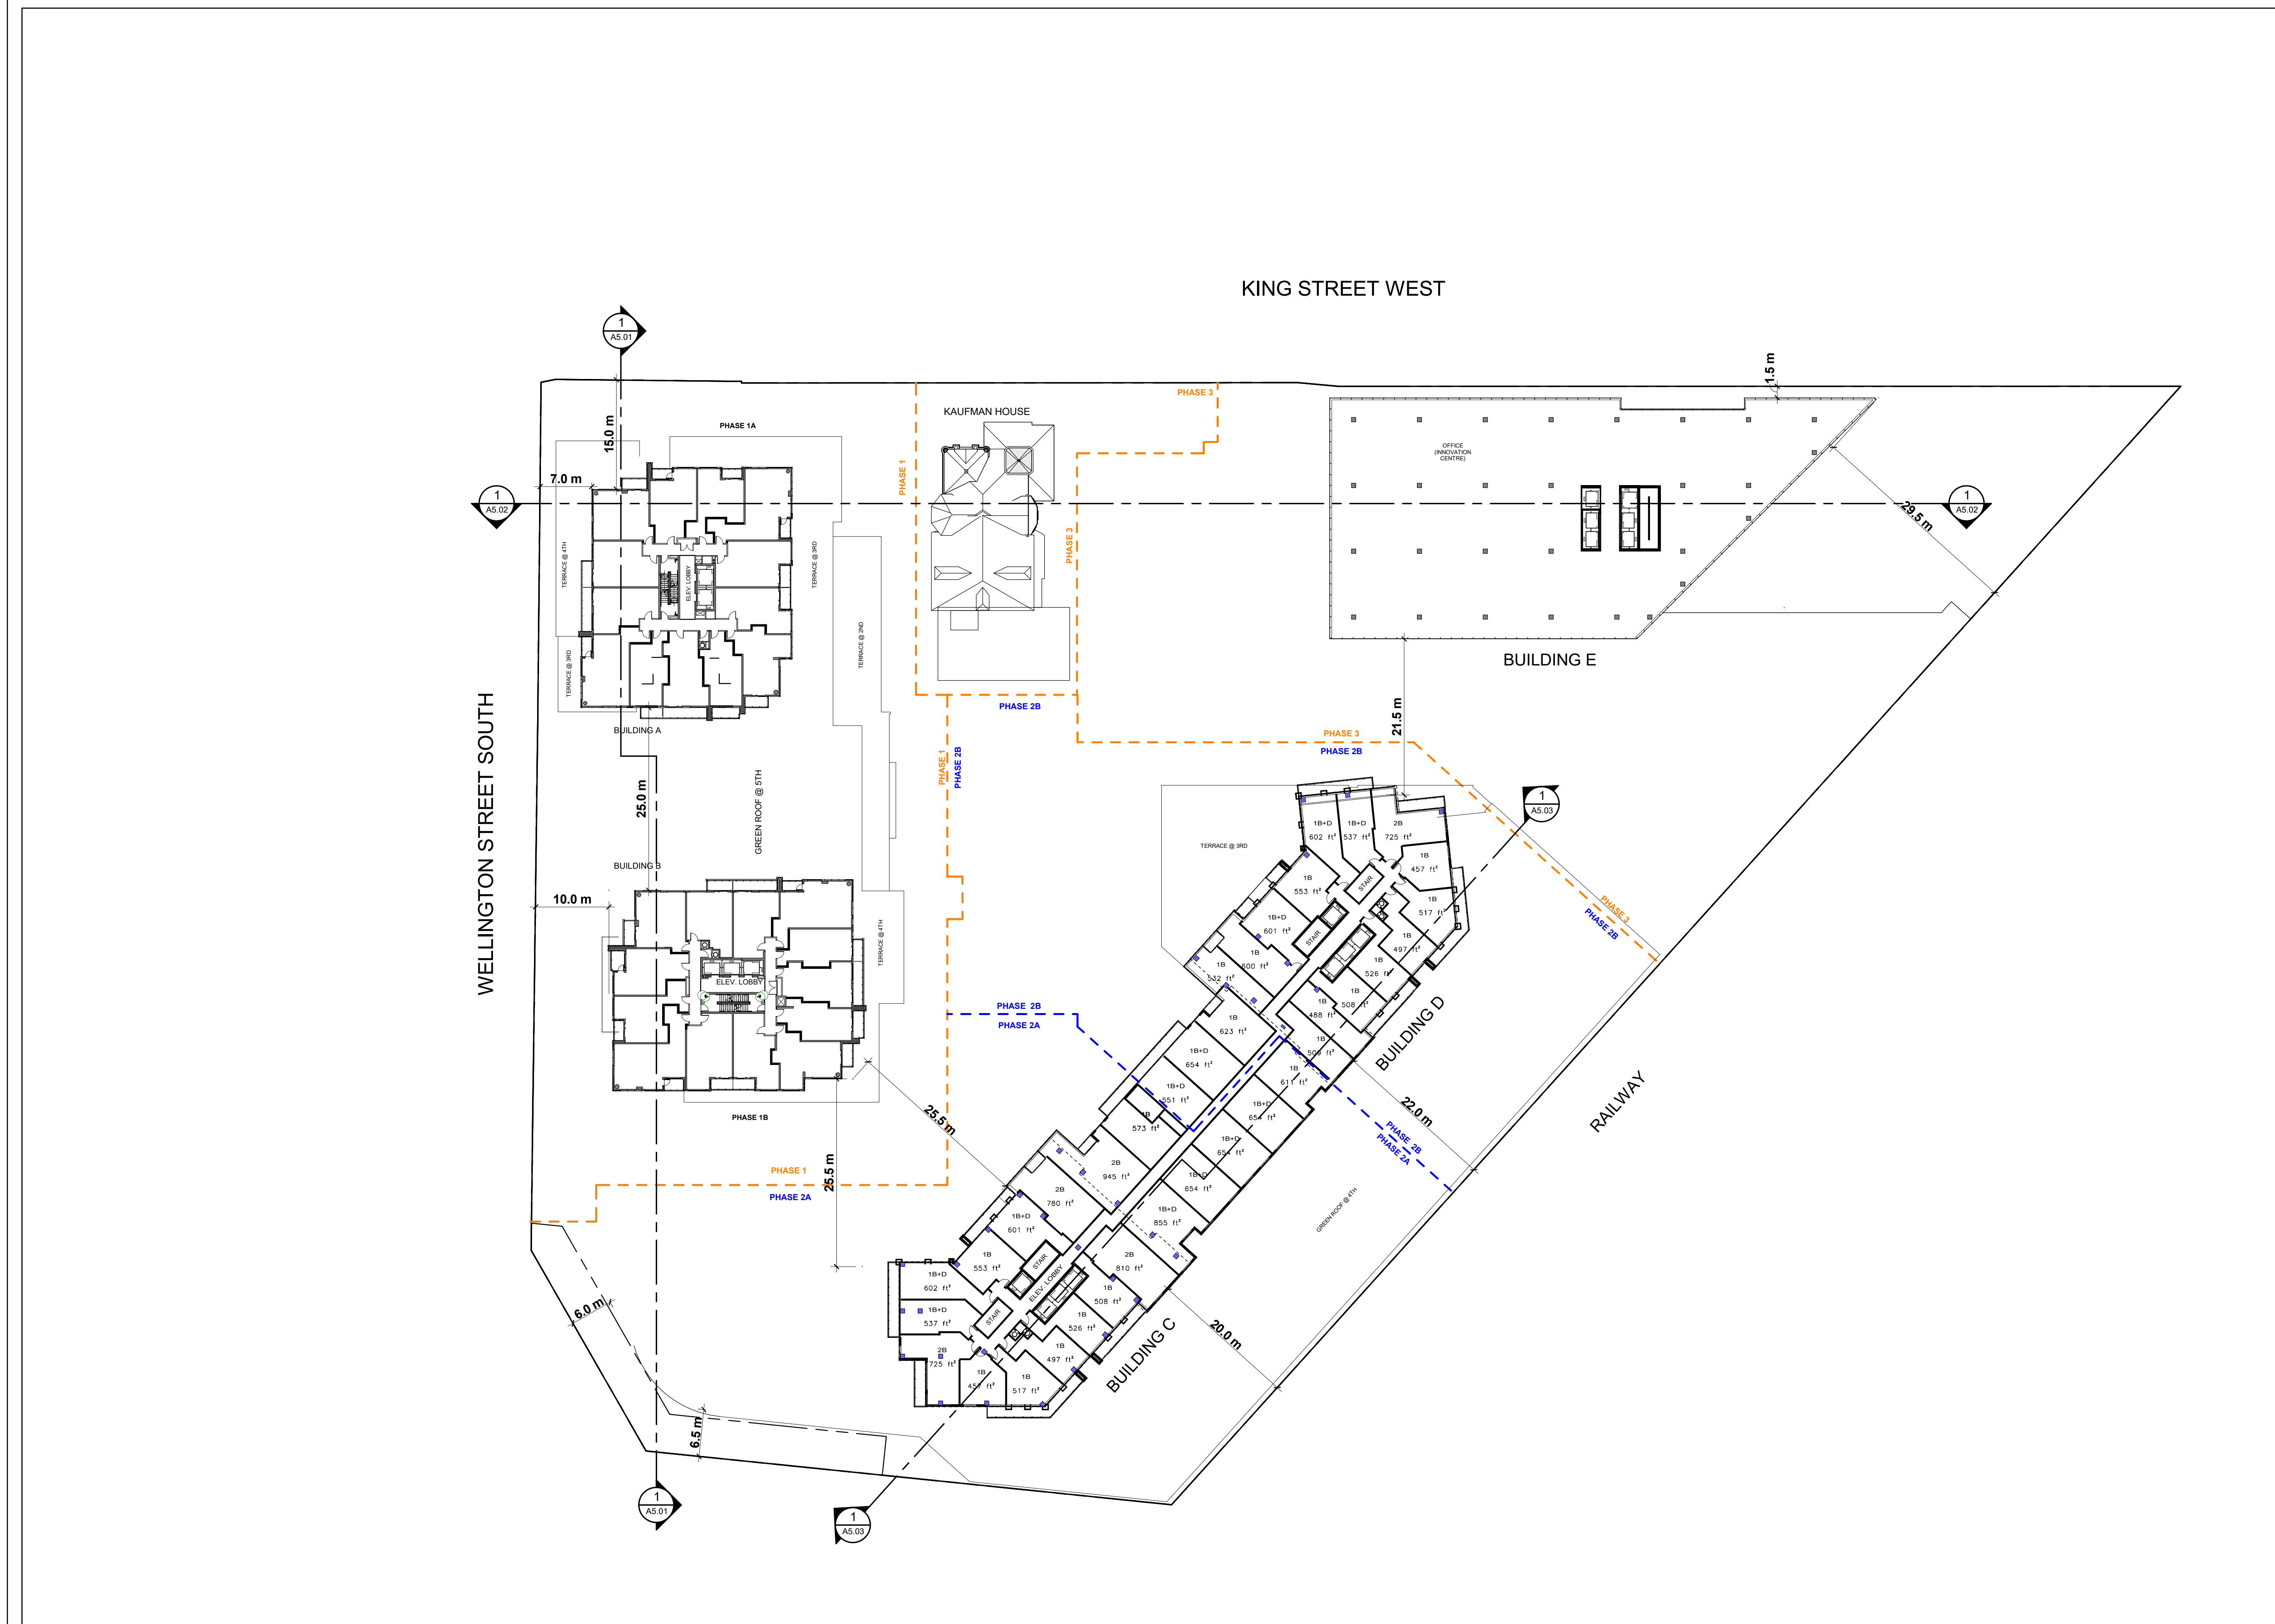 KING STREET WEST
1
A5.01
1.5 m
PHASE 3
KAUFMAN HOUSE
PHASE 1A
15.0 m
OFFICE
(INNOVATION
CENTRE)
PHASE 1
7.0 m
1
A5.02
1
A5.02
29.5 m
PHASE 3
TERRACE @ 4TH
TERRACE @ 3RD
ELEV. LOBBY
TERRACE @ 2ND
TERRACE @ 3RD
BUILDING E
PHASE 2B
BUILDING A
21.5 m
PHASE 3
PHASE 2B
PHASE 1
PHASE 2B
WELLINGTON STREET SOUTH
25.0 m
GREEN ROOF @ 5TH
1
A5.03
1B+D
602 ft²
1B+D
537 ft²
2B
725 ft²
TERRACE @ 3RD
1B
457 ft²
BUILDING B
STAIR
1B
553 ft²
10.0 m
1B
517 ft²
PHASE 3
PHASE 2B
1B+D
601 ft²
TERRACE @ 4TH
STAIR
1B
497 ft²
1B
600 ft²
1B
532 ft²
1B
526 ft²
ELEV. LOBBY
1B
508 ft²
1B
488 ft²
PHASE 2B
PHASE 2A
1B
623 ft²
BUILDING D
1B
509 ft²
1B+D
654 ft²
1B
611 ft²
1B+D
551 ft²
RAILWAY
PHASE 1B
25.5 m
1B
573 ft²
1B+D
654 ft²
22.0 m
1B+D
654 ft²
PHASE 2B
PHASE 2A
PHASE 1
PHASE 2A
25.5 m
2B
945 ft²
1B+D
654 ft²
2B
780 ft²
1B+D
855 ft²
GREEN ROOF @ 4TH
1B+D
601 ft²
1B
553 ft²
STAIR
2B
810 ft²
1B+D
602 ft²
ELEV. LOBBY
1B
508 ft²
6.0 m
1B+D
537 ft²
STAIR
1B
526 ft²
20.0 m
2B
725 ft²
1B
497 ft²
BUILDING C
1B
457 ft²
1B
517 ft²
6.5 m
1
A5.01
1
A5.03